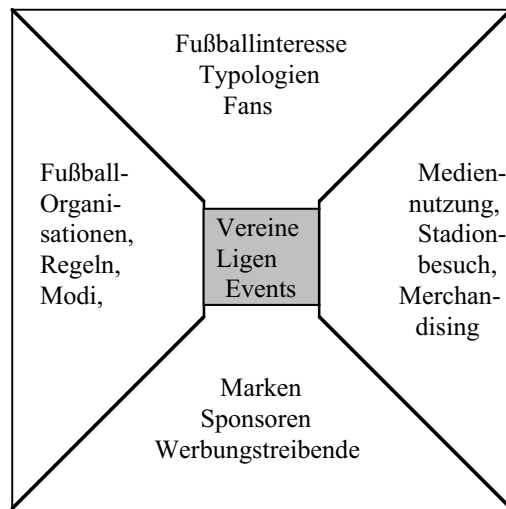 Fußballinteresse
Typologien
Fans
Fußball-
Organi-
sationen,
Regeln,
Modi,
Vereine
Ligen
Events
Medien-
nutzung,
Stadion-
besuch,
Merchan-
dising
Marken
Sponsoren
Werbungstreibende